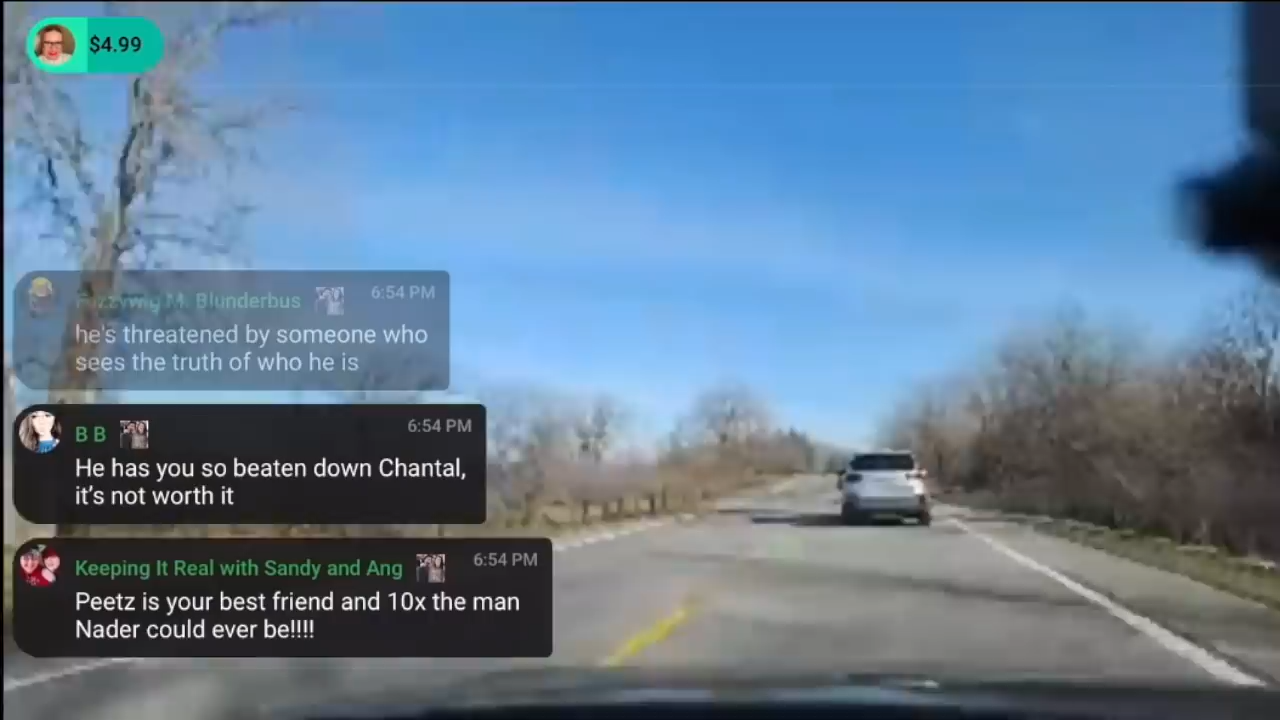 $4.99
Fuzzywig M. Blunderbus 6:54 PM
he's threatened by someone who
sees the truth of who he is
B B 6:54 PM
He has you so beaten down Chantal,
it’s not worth it
Keeping It Real with Sandy and Ang 6:54 PM
Peetz is your best friend and 10x the man
Nader could ever be!!!!